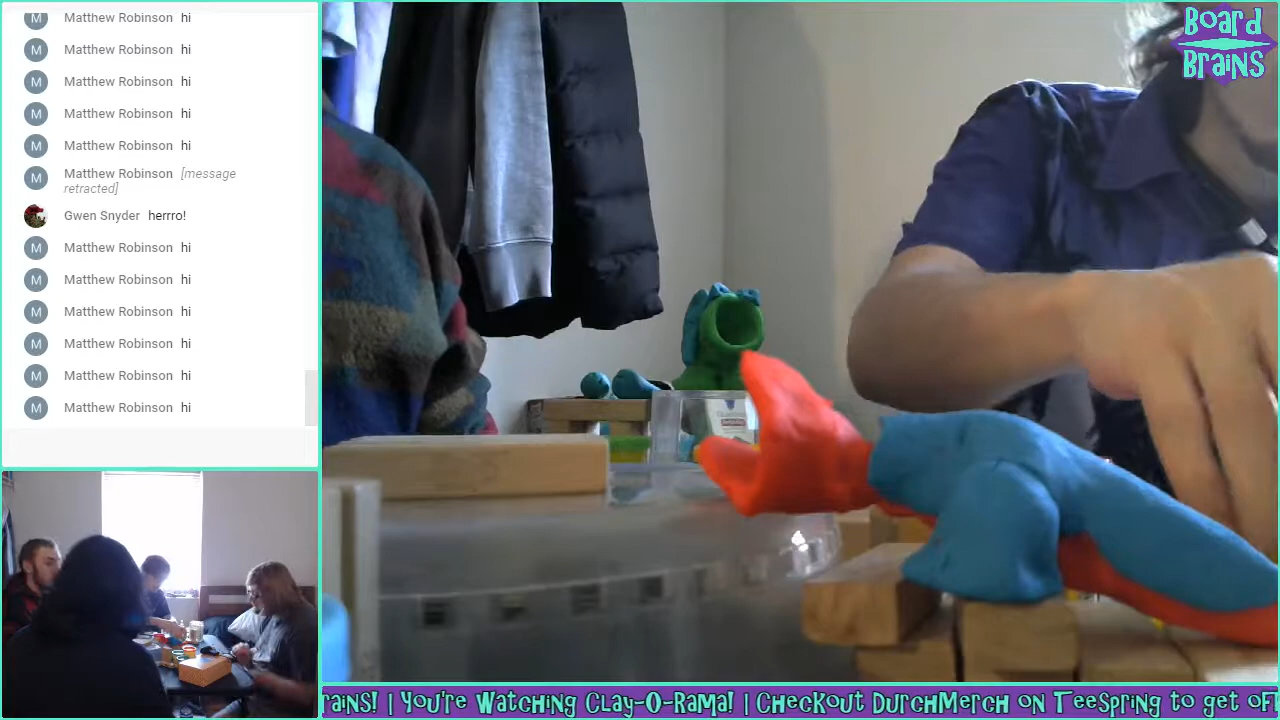 M Matthew Robinson hi
M Matthew Robinson hi
M Matthew Robinson hi
M Matthew Robinson hi
M Matthew Robinson hi
M Matthew Robinson [message
retracted]
Gwen Snyder herrro!
M Matthew Robinson hi
M Matthew Robinson hi
M Matthew Robinson hi
M Matthew Robinson hi
M Matthew Robinson hi
M Matthew Robinson hi
Board
Brains
rains! | You're Watching Clay-O-Rama! | Checkout DurchMerch on TeeSpring to get of